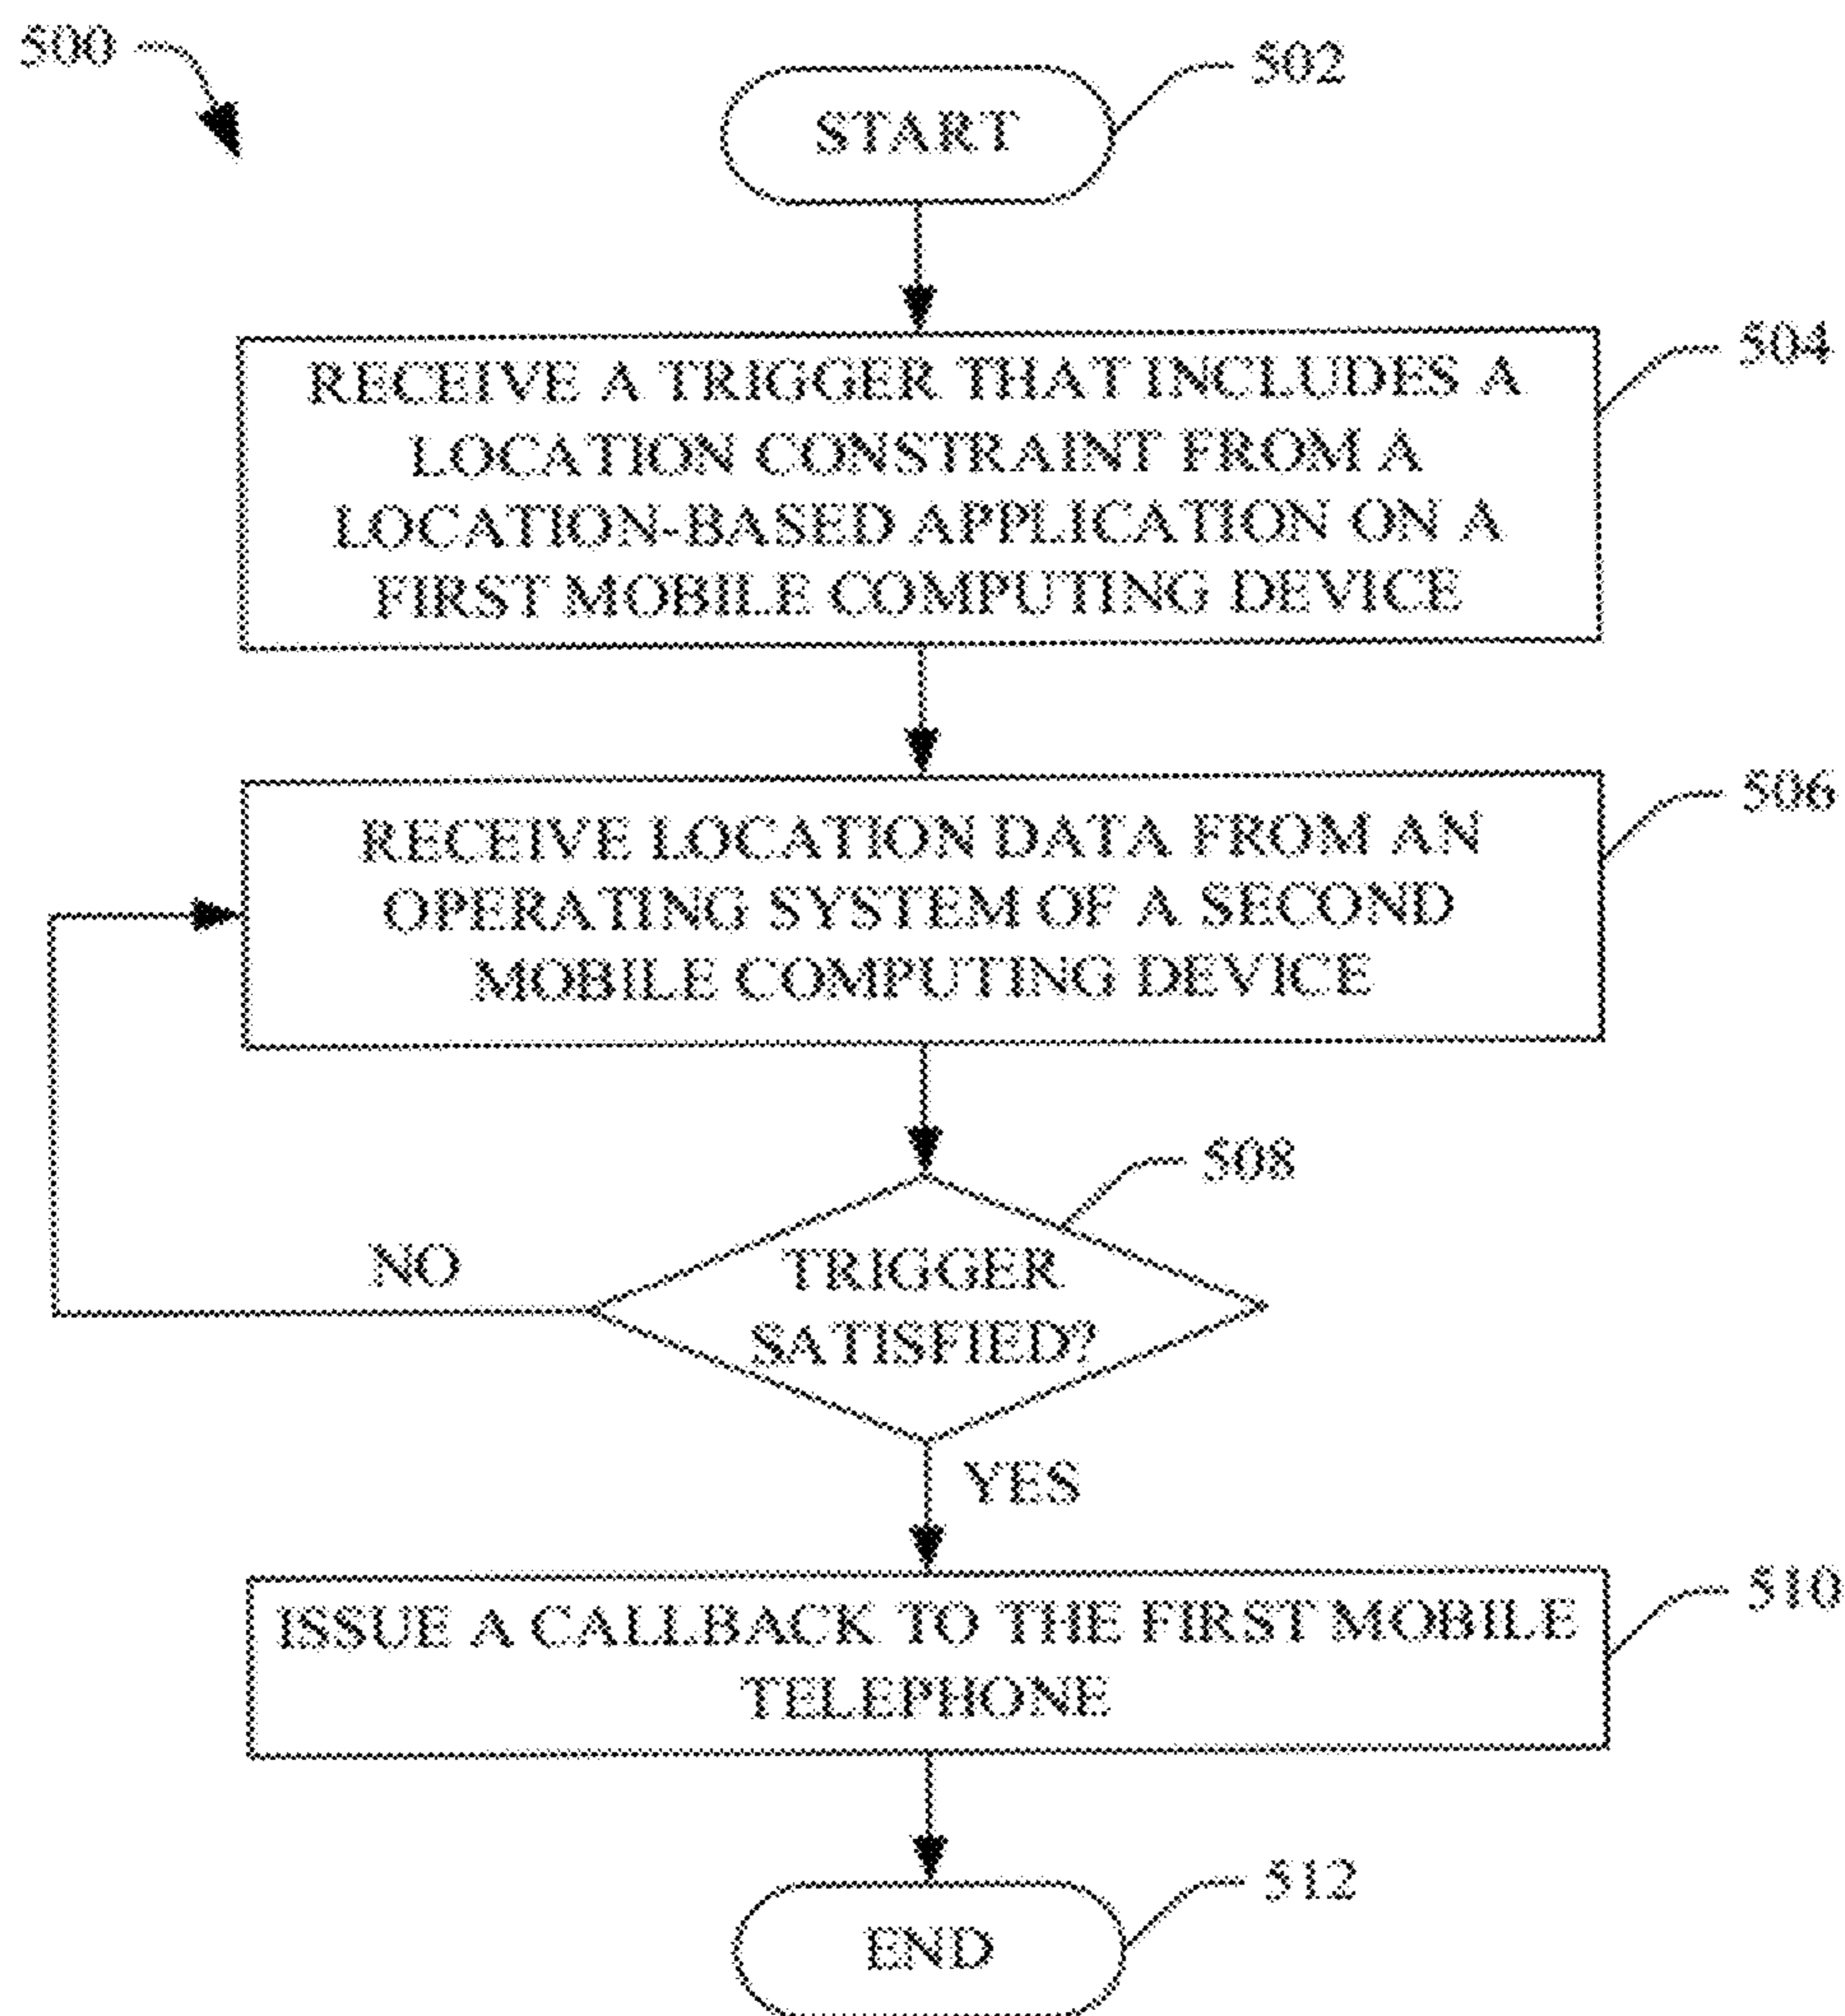 500
502
START
504
RECEIVE A TRIGGER THAT INCLUDES A
LOCATION CONSTRAINT FROM A
LOCATION-BASED APPLICATION ON A
FIRST MOBILE COMPUTING DEVICE
506
RECEIVE LOCATION DATA FROM AN
OPERATING SYSTEM OF A SECOND
MOBILE COMPUTING DEVICE
508
NO
TRIGGER
SATISFIED?
YES
510
ISSUE A CALLBACK TO THE FIRST MOBILE
TELEPHONE
512
END